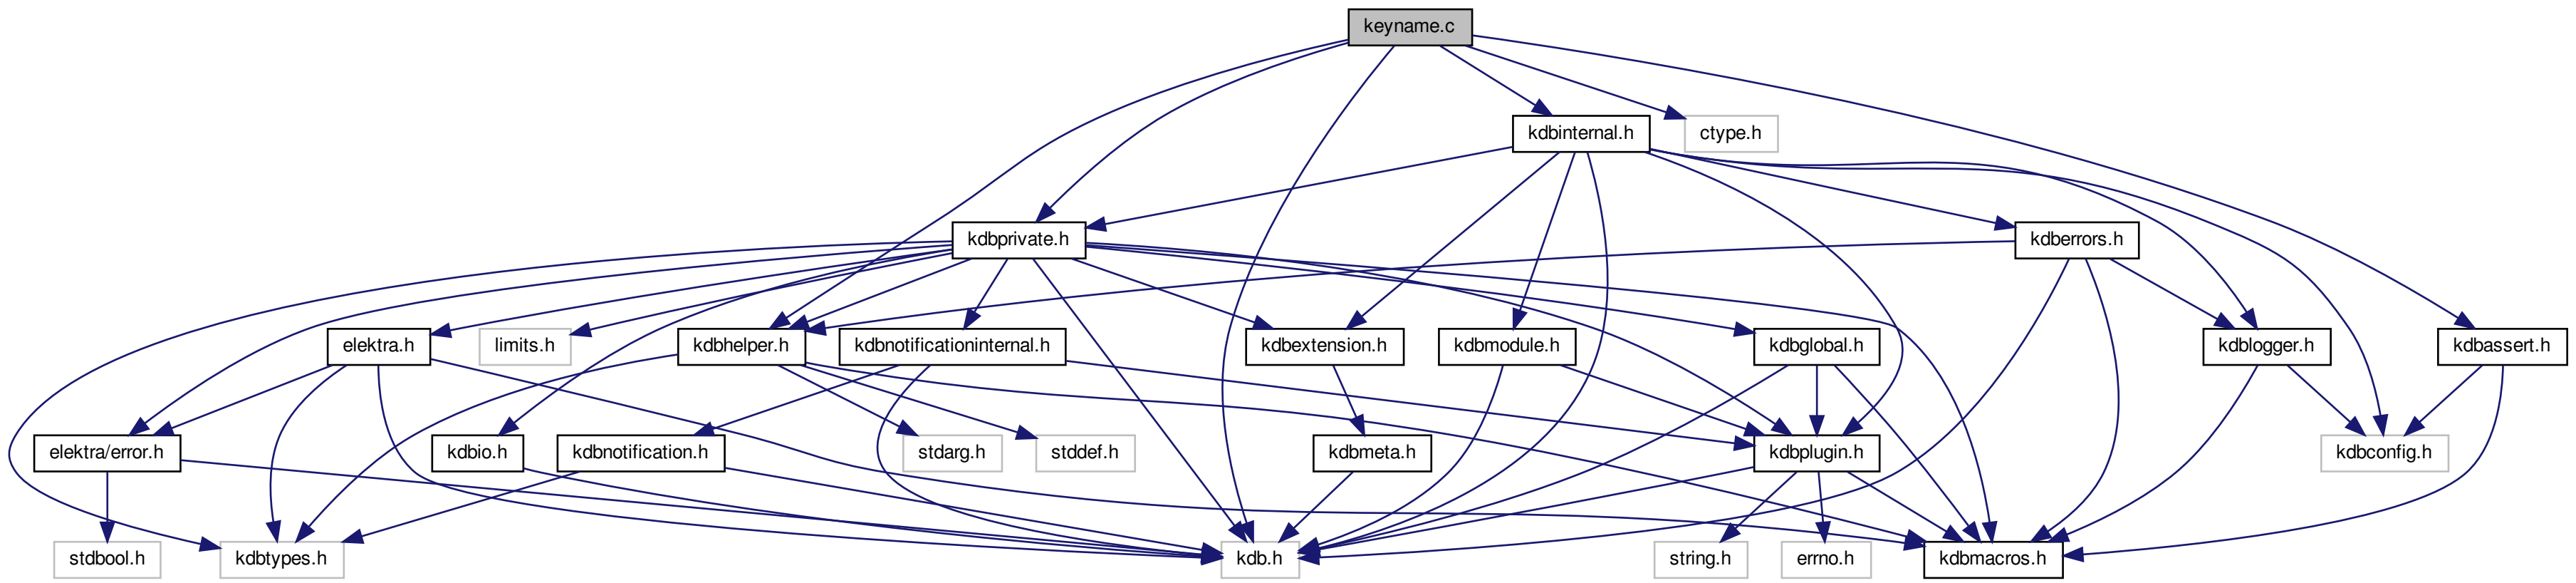 keyname.c
kdbinternal.h
ctype.h
kdbprivate.h
kdberrors.h
elektra.h
limits.h
kdbhelper.h
kdbnotificationinternal.h
kdbextension.h
kdbmodule.h
kdbglobal.h
kdblogger.h
kdbassert.h
elektra/error.h
kdbio.h
kdbnotification.h
stdarg.h
stddef.h
kdbmeta.h
kdbplugin.h
kdbconfig.h
stdbool.h
kdbtypes.h
kdb.h
string.h
errno.h
kdbmacros.h